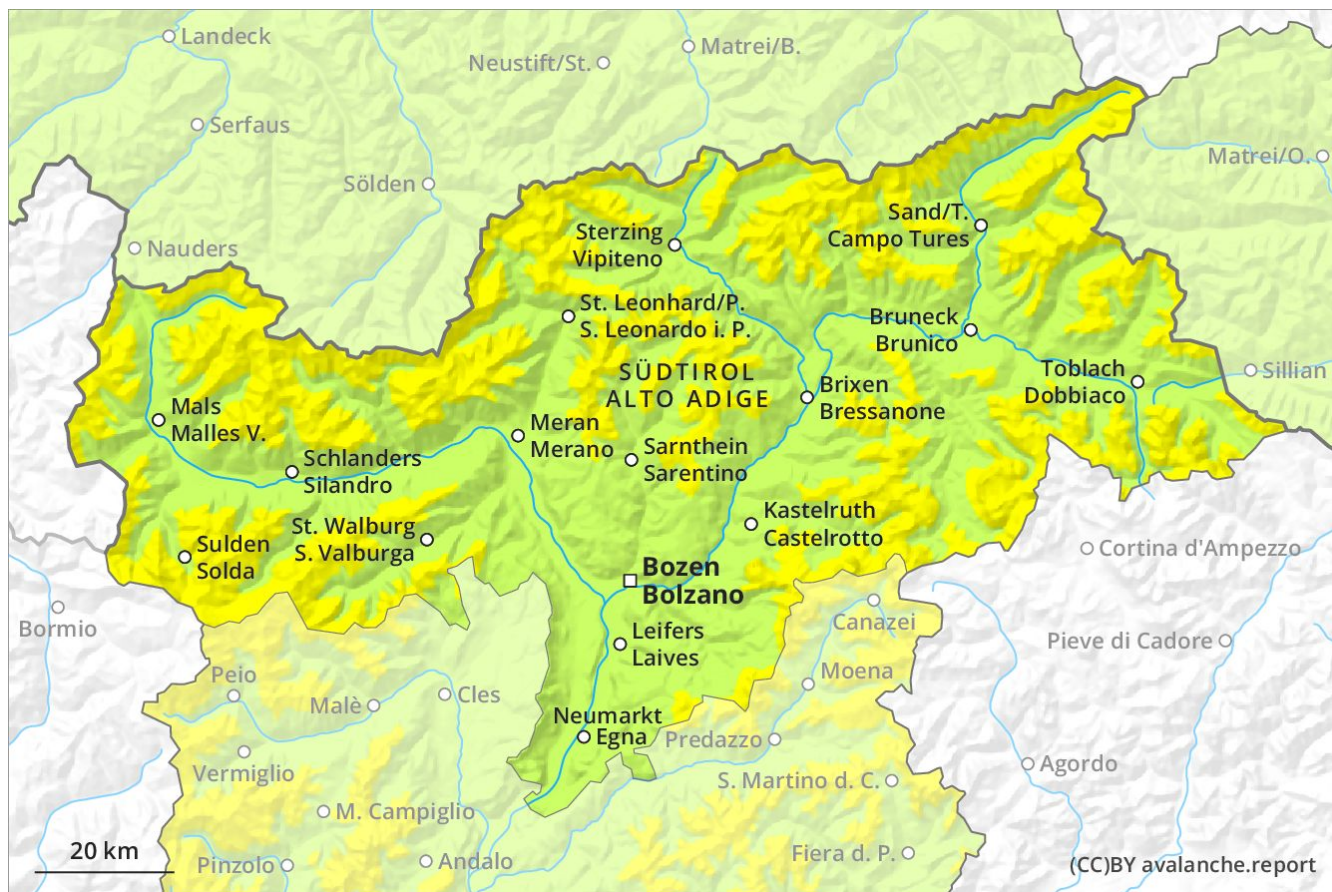 Landeck
Matrei/B.
Neustift/St.
Serfaus
Matrei/O.
Sölden
Sand/T.
Campo Tures
Sterzing
Vipiteno
Nauders
St. Leonhard/P.
S. Leonardo i. P.
Bruneck
Brunico
SÜDTIROL
ALTO ADIGE
Toblach
Dobbiaco
Sillian
Brixen
Bressanone
Mals
Malles V.
Meran
Merano
Sarnthein
Sarentino
Schlanders
Silandro
Kastelruth
Castelrotto
St. Walburg
S. Valburga
Sulden
Solda
Cortina d'Ampezzo
Bozen
Bolzano
Bormio
Canazei
Leifers
Laives
Pieve di Cadore
Peio
Moena
Malè
Cles
Neumarkt
Egna
Predazzo
Vermiglio
Agordo
S. Martino d. C.
M. Campiglio
20 km
Pinzolo
Andalo
Fiera d. P.
(CC)BY avalanche.report